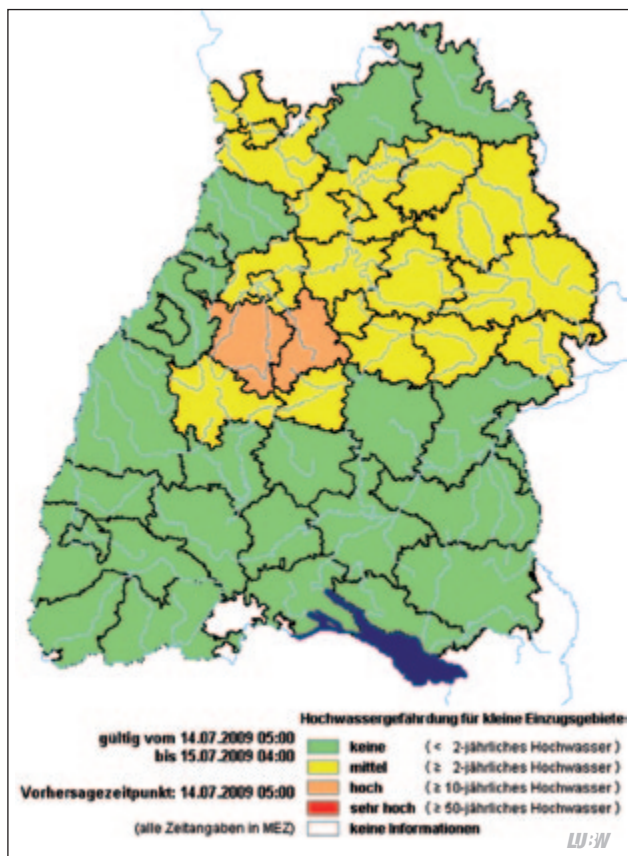 Hochwassergefährdung für kleine Einzugsgebiete
gültig vom 14.07.2009 05:00
bis 15.07.2009 04:00
Vorhersagezeitpunkt: 14.07.2009 05:00
(alle Zeitangaben in MEZ)
keine (< 2-jährliches Hochwasser)
mittel (≥ 2-jährliches Hochwasser)
hoch (≥ 10-jährliches Hochwasser)
sehr hoch (≥ 50-jährliches Hochwasser)
keine Informationen
LUBW